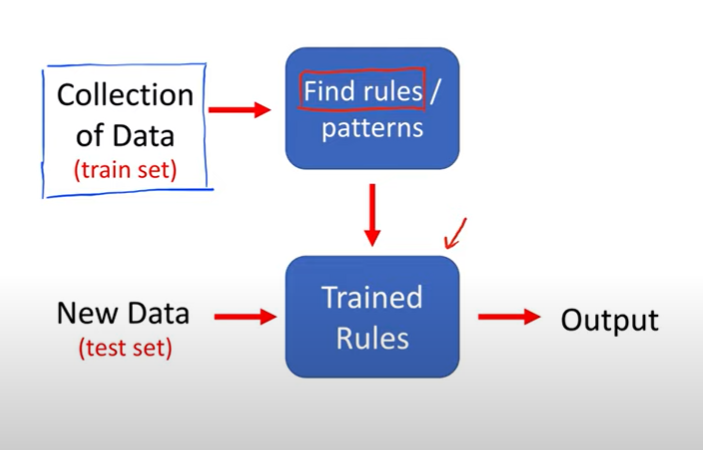 Collection
of Data
(train set)
Find rules /
patterns
New Data
(test set)
Trained
Rules
Output